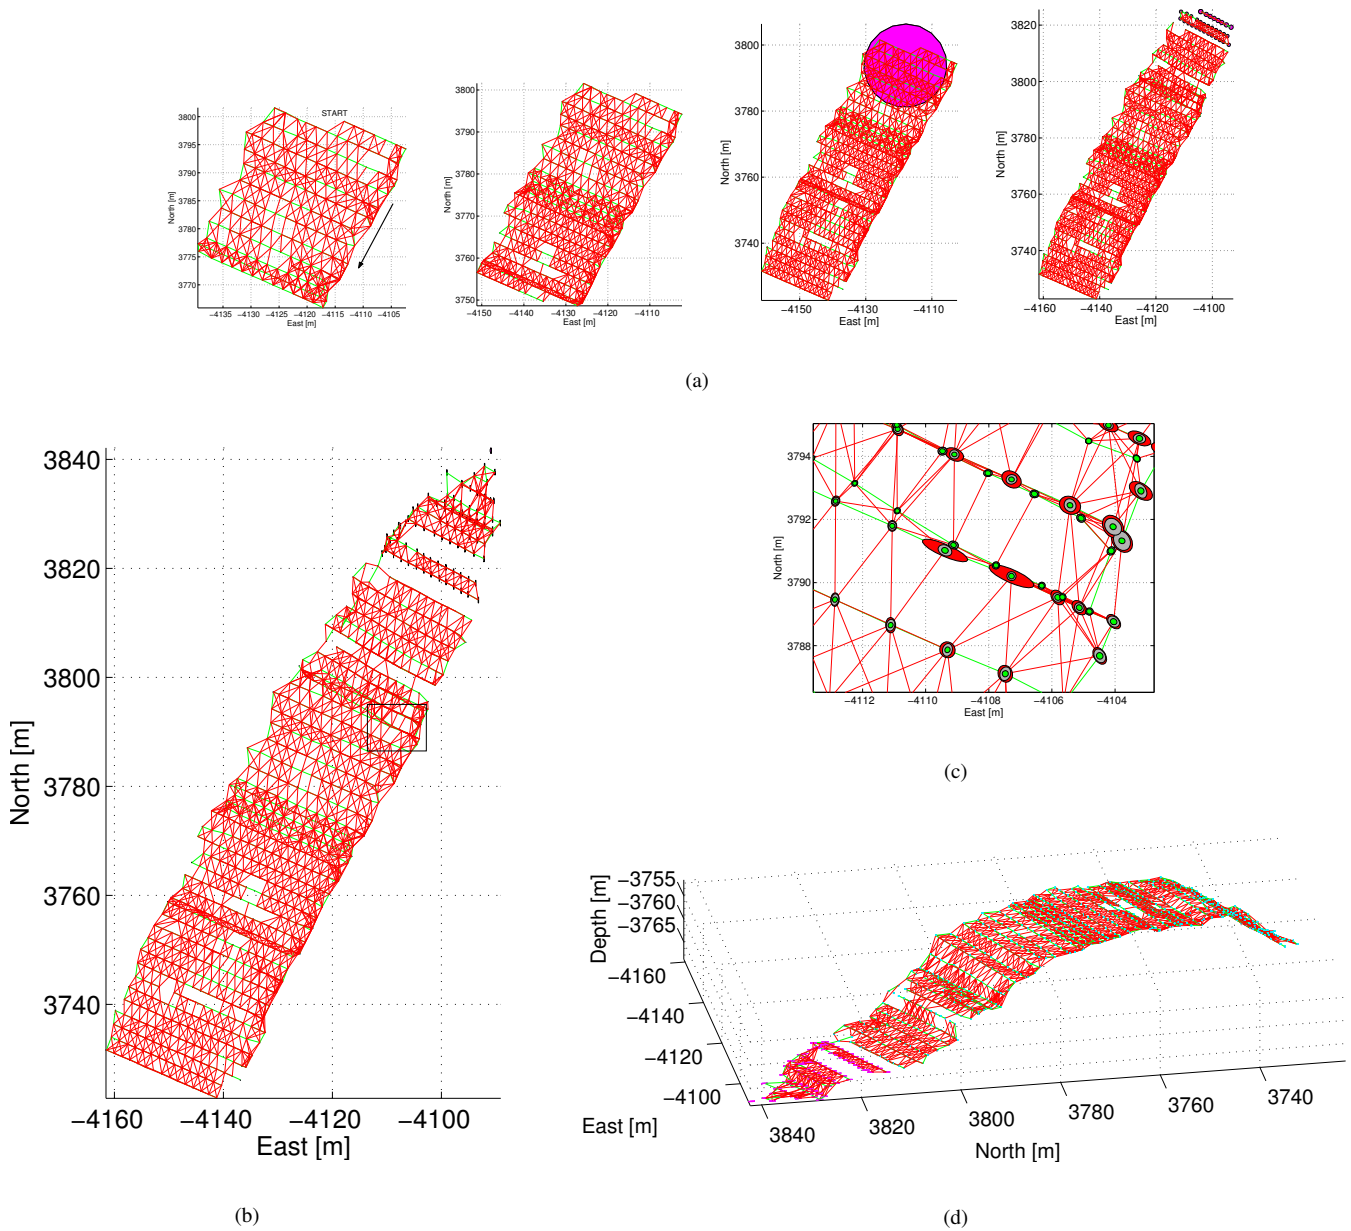 START
3800
3795
3790
3785
3780
3775
3770
North [m]
−4135 −4130 −4125 −4120 −4115 −4110 −4105
East [m]
3800
3790
3780
3770
3760
3750
North [m]
−4150 −4140 −4130 −4120 −4110
East [m]
3800
3780
3760
3740
North [m]
−4150 −4130 −4110
East [m]
3820
3800
3780
3760
3740
North [m]
−4160 −4140 −4120 −4100
East [m]
(a)
3840
3820
3800
3780
3760
3740
North [m]
−4160 −4140 −4120 −4100
East [m]
(b)
3794
3792
3790
3788
North [m]
−4112 −4110 −4108 −4106 −4104
East [m]
(c)
−3755
−3760
−3765
Depth [m]
−4160
−4140
−4120
−4100
East [m]
3840 3820 3800 3780 3760 3740
North [m]
(d)